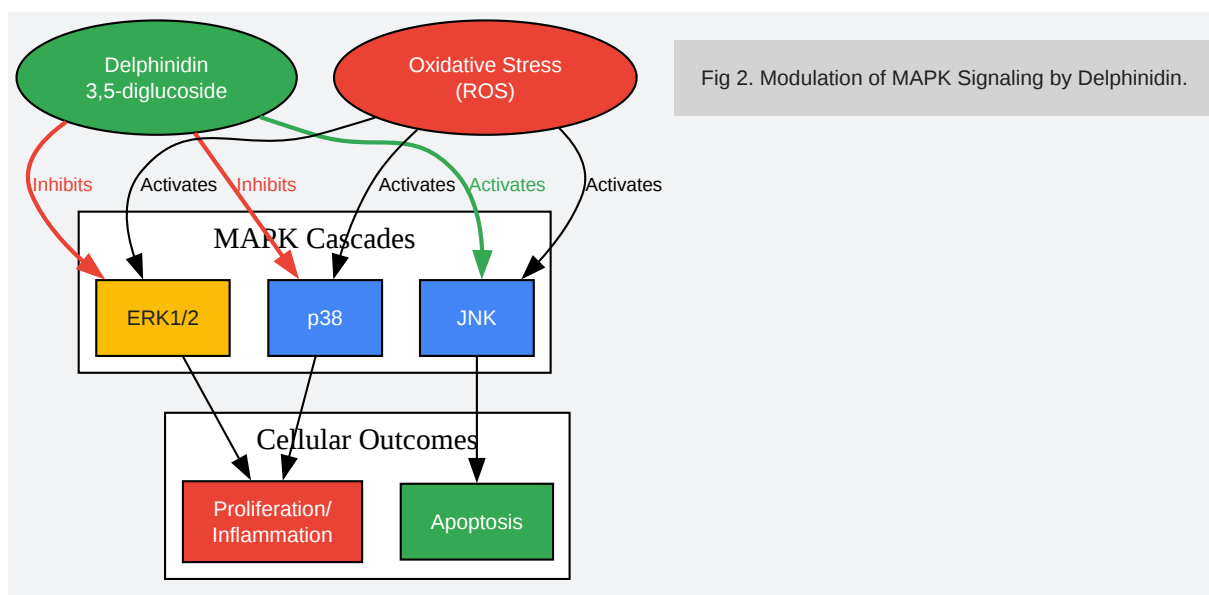 Delphinidin
3,5-diglucoside
Oxidative Stress
(ROS)
Fig 2. Modulation of MAPK Signaling by Delphinidin.
Inhibits
Activates
Inhibits
Activates
Activates
Activates
MAPK Cascades
ERK1/2
p38
JNK
Cellular Outcomes
Proliferation/
Inflammation
Apoptosis